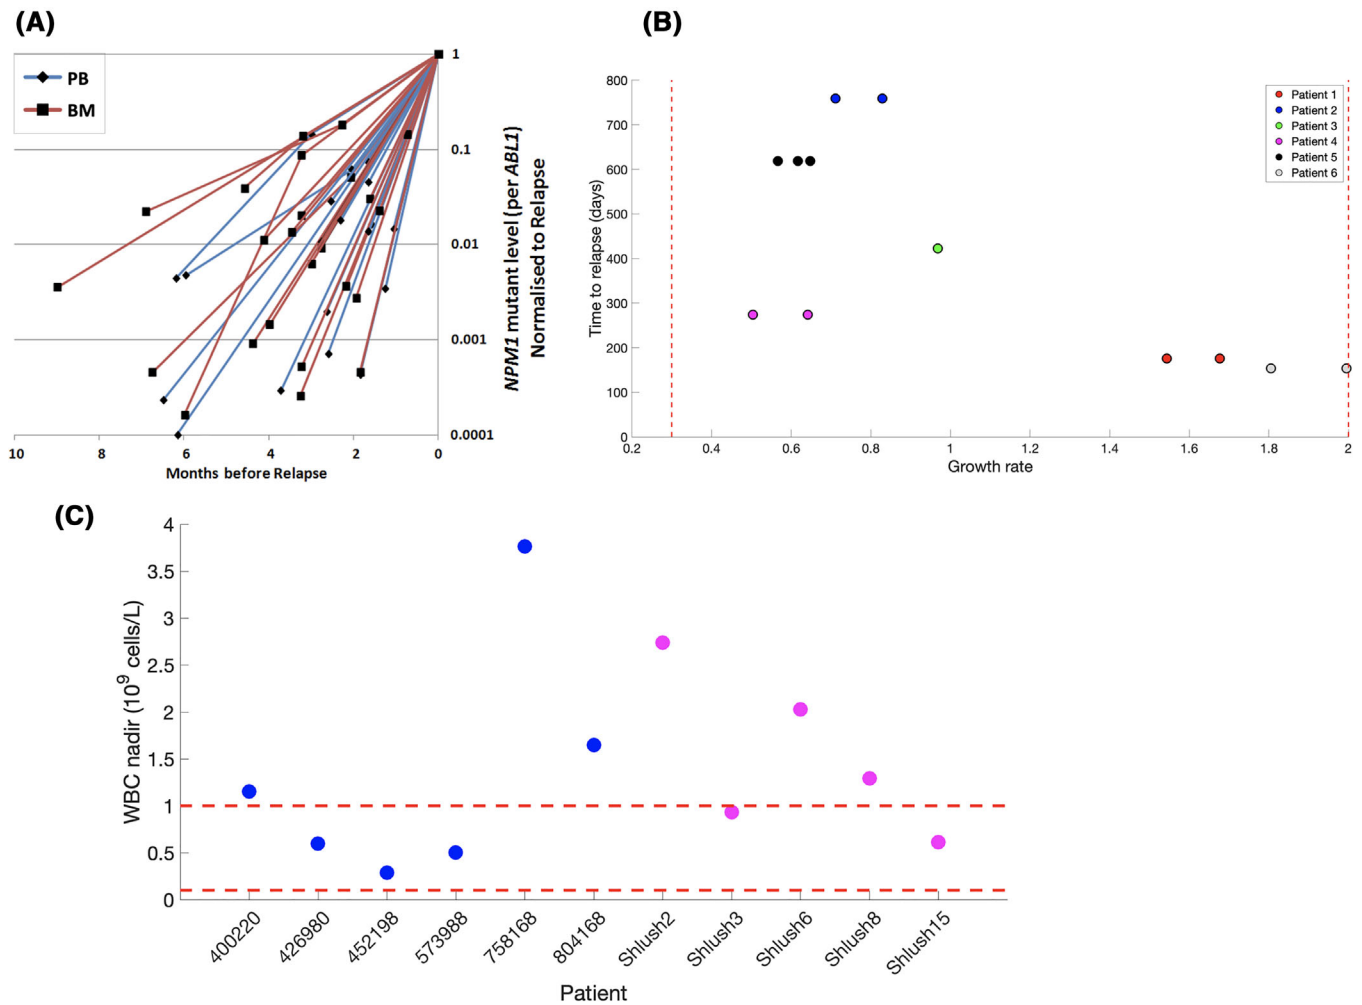 (A)
PB
BM
1
0.1
0.01
0.001
0.0001
10
8
6
4
2
0
Months before Relapse
NPM1 mutant level (per ABL1)
Normalised to Relapse
(B)
800
700
600
500
400
300
200
100
0
0.2
0.4
0.6
0.8
1
1.2
1.4
1.6
1.8
2
Time to relapse (days)
Growth rate
Patient 1
Patient 2
Patient 3
Patient 4
Patient 5
Patient 6
(C)
4
3.5
3
2.5
2
1.5
1
0.5
0
WBC nadir (10⁹ cells/L)
400220
426980
452198
573988
758168
804168
Shlush2
Shlush3
Shlush6
Shlush8
Shlush15
Patient